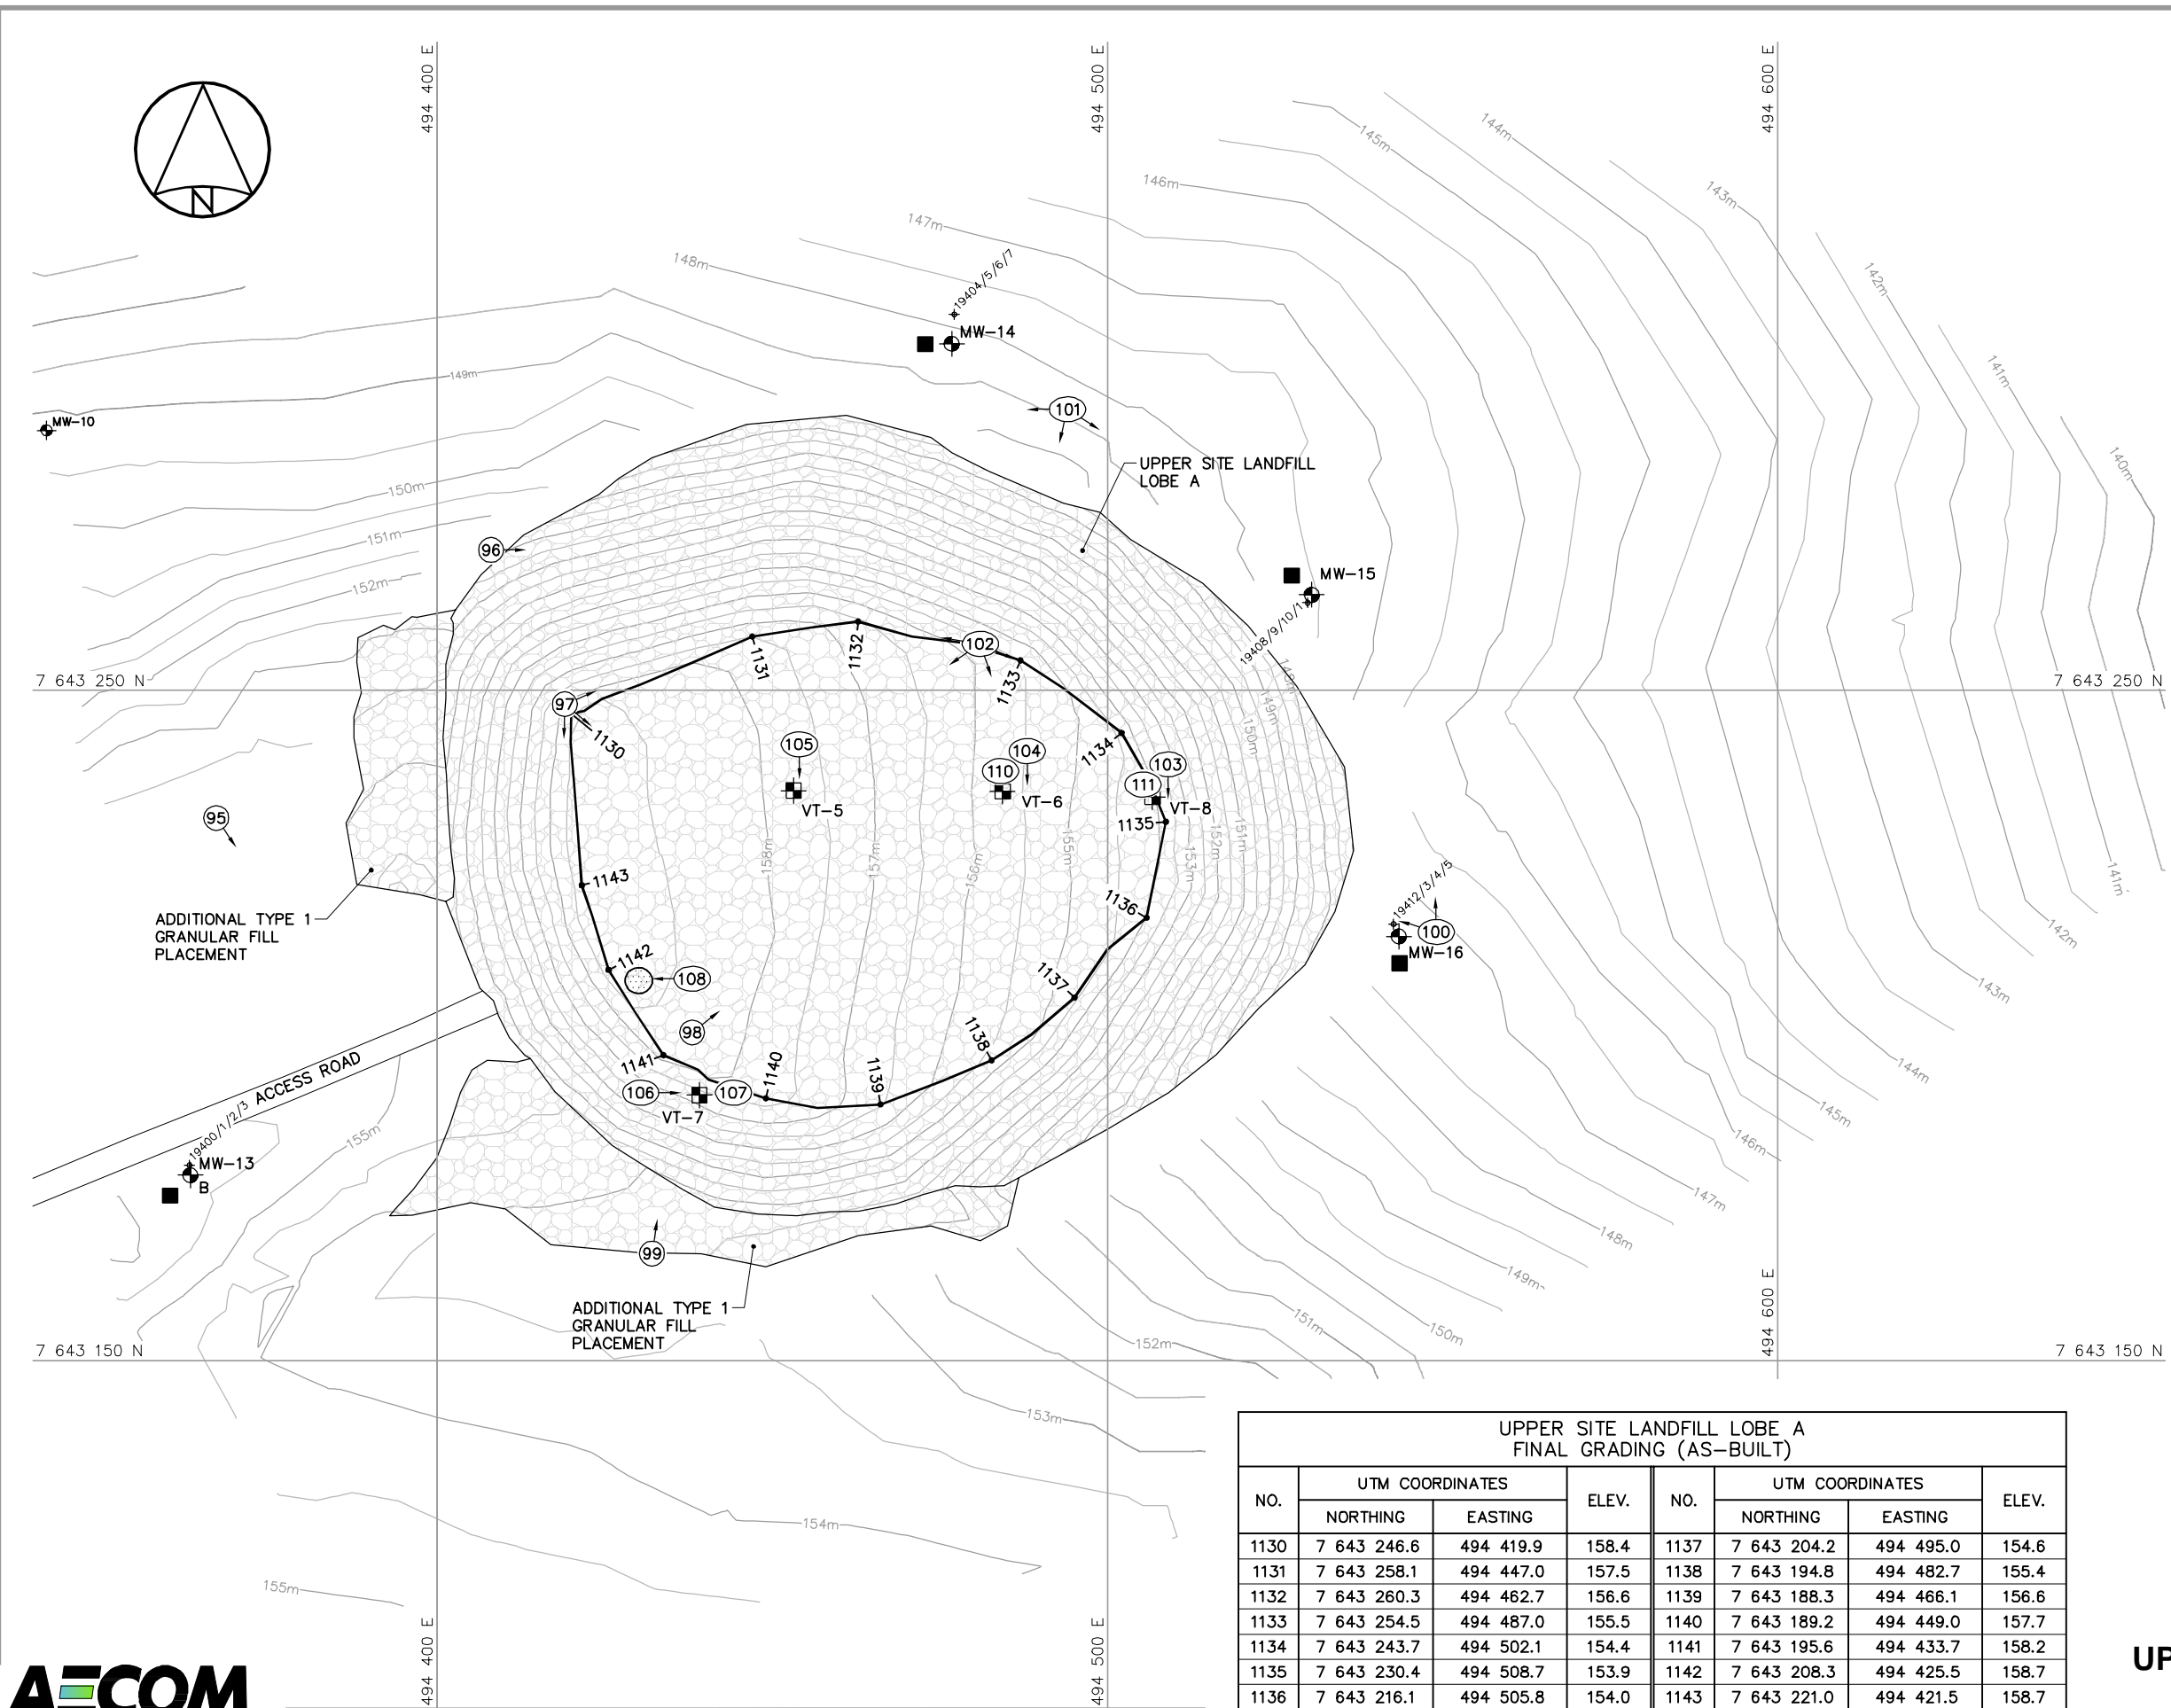 494 400 E
494 500 E
494 600 E
N
144m
145m
143m
146m
147m
142m
148m
19404/5/6/7
MW-14
141m
149m
101
MW-10
140m
UPPER SITE LANDFILL
LOBE A
150m
151m
96
152m
MW-15
19408/9/10/1
102
1131
1132
1133
148m
7 643 250 N
7 643 250 N
97
1130
149m
150m
105
104
1134
103
110
111
VT-5
VT-6
VT-8
95
1135
151m
152m
153m
158m
157m
156m
155m
1143
19412/3/4/5
141m
1136
100
ADDITIONAL TYPE 1
GRANULAR FILL
PLACEMENT
142m
MW-16
1142
108
1137
143m
98
1138
1141
144m
ACCESS ROAD
1140
1139
106
107
VT-7
145m
19400/1/2/3
155m
146m
MW-13
B
147m
148m
99
149m
ADDITIONAL TYPE 1
GRANULAR FILL
PLACEMENT
151m
150m
152m
494 600 E
7 643 150 N
7 643 150 N
153m
154m
155m
494 400 E
494 500 E
UPPER SITE LANDFILL LOBE A
FINAL GRADING (AS-BUILT)
NO. UTM COORDINATES ELEV. NO. UTM COORDINATES ELEV.
NORTHING EASTING NORTHING EASTING
1130 7 643 246.6 494 419.9 158.4 1137 7 643 204.2 494 495.0 154.6
1131 7 643 258.1 494 447.0 157.5 1138 7 643 194.8 494 482.7 155.4
1132 7 643 260.3 494 462.7 156.6 1139 7 643 188.3 494 466.1 156.6
1133 7 643 254.5 494 487.0 155.5 1140 7 643 189.2 494 449.0 157.7
1134 7 643 243.7 494 502.1 154.4 1141 7 643 195.6 494 433.7 158.2
1135 7 643 230.4 494 508.7 153.9 1142 7 643 208.3 494 425.5 158.7
1136 7 643 216.1 494 505.8 154.0 1143 7 643 221.0 494 421.5 158.7
AECOM
UP